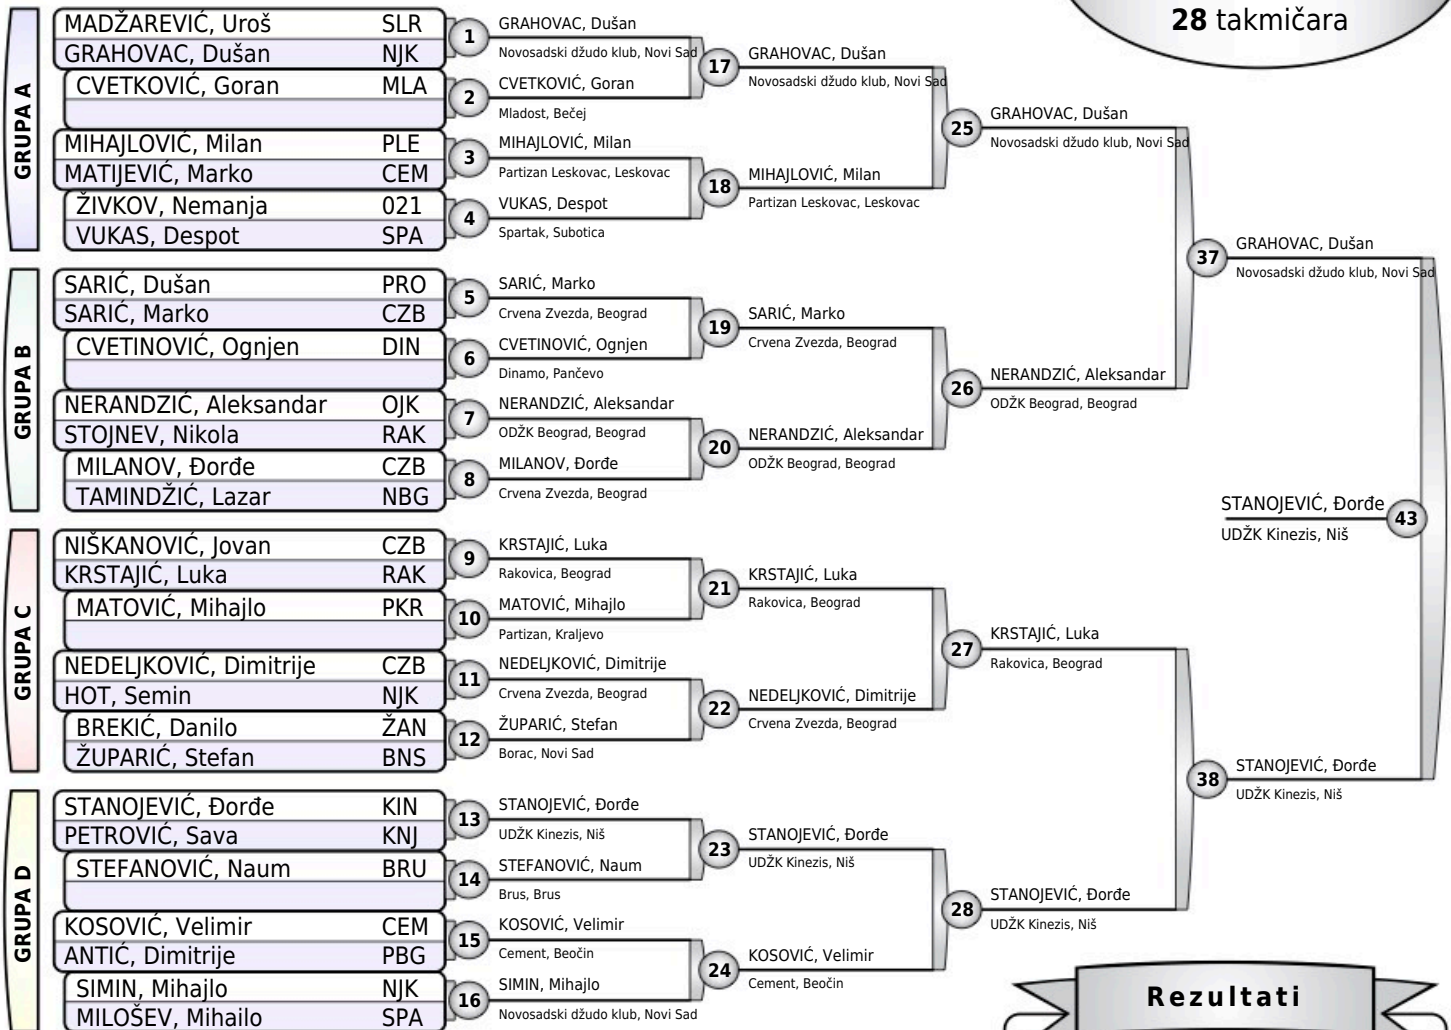 28 takmičara
GRUPA A
MADŽAREVIĆ, Uroš SLR
GRAHOVAC, Dušan NJK
CVETKOVIĆ, Goran MLA
MIHAJLOVIĆ, Milan PLE
MATIJEVIĆ, Marko CEM
ŽIVKOV, Nemanja 021
VUKAS, Despot SPA
GRUPA B
SARIĆ, Dušan PRO
SARIĆ, Marko CZB
CVETINOVIĆ, Ognjen DIN
NERANDZIĆ, Aleksandar OJK
STOJNEV, Nikola RAK
MILANOV, Đorđe CZB
TAMINDŽIĆ, Lazar NBG
GRUPA C
NIŠKANOVIĆ, Jovan CZB
KRSTAJIĆ, Luka RAK
MATOVIĆ, Mihajlo PKR
NEDELJKOVIĆ, Dimitrije CZB
HOT, Semin NJK
BREKIĆ, Danilo ŽAN
ŽUPARIĆ, Stefan BNS
GRUPA D
STANOJEVIĆ, Đorđe KIN
PETROVIĆ, Sava KNJ
STEFANOVIĆ, Naum BRU
KOSOVIĆ, Velimir CEM
ANTIĆ, Dimitrije PBG
SIMIN, Mihajlo NJK
MILOŠEV, Mihailo SPA
1
GRAHOVAC, Dušan
Novosadski džudo klub, Novi Sad
2
CVETKOVIĆ, Goran
Mladost, Bečej
3
MIHAJLOVIĆ, Milan
Partizan Leskovac, Leskovac
4
VUKAS, Despot
Spartak, Subotica
5
SARIĆ, Marko
Crvena Zvezda, Beograd
6
CVETINOVIĆ, Ognjen
Dinamo, Pančevo
7
NERANDZIĆ, Aleksandar
ODŽK Beograd, Beograd
8
MILANOV, Đorđe
Crvena Zvezda, Beograd
9
KRSTAJIĆ, Luka
Rakovica, Beograd
10
MATOVIĆ, Mihajlo
Partizan, Kraljevo
11
NEDELJKOVIĆ, Dimitrije
Crvena Zvezda, Beograd
12
ŽUPARIĆ, Stefan
Borac, Novi Sad
13
STANOJEVIĆ, Đorđe
UDŽK Kinezis, Niš
14
STEFANOVIĆ, Naum
Brus, Brus
15
KOSOVIĆ, Velimir
Cement, Beočin
16
SIMIN, Mihajlo
Novosadski džudo klub, Novi Sad
17
GRAHOVAC, Dušan
Novosadski džudo klub, Novi Sad
18
MIHAJLOVIĆ, Milan
Partizan Leskovac, Leskovac
19
SARIĆ, Marko
Crvena Zvezda, Beograd
20
NERANDZIĆ, Aleksandar
ODŽK Beograd, Beograd
21
KRSTAJIĆ, Luka
Rakovica, Beograd
22
NEDELJKOVIĆ, Dimitrije
Crvena Zvezda, Beograd
23
STANOJEVIĆ, Đorđe
UDŽK Kinezis, Niš
24
KOSOVIĆ, Velimir
Cement, Beočin
25
GRAHOVAC, Dušan
Novosadski džudo klub, Novi Sad
26
NERANDZIĆ, Aleksandar
ODŽK Beograd, Beograd
27
KRSTAJIĆ, Luka
Rakovica, Beograd
28
STANOJEVIĆ, Đorđe
UDŽK Kinezis, Niš
37
GRAHOVAC, Dušan
Novosadski džudo klub, Novi Sad
38
STANOJEVIĆ, Đorđe
UDŽK Kinezis, Niš
STANOJEVIĆ, Đorđe
43
UDŽK Kinezis, Niš
Rezultati